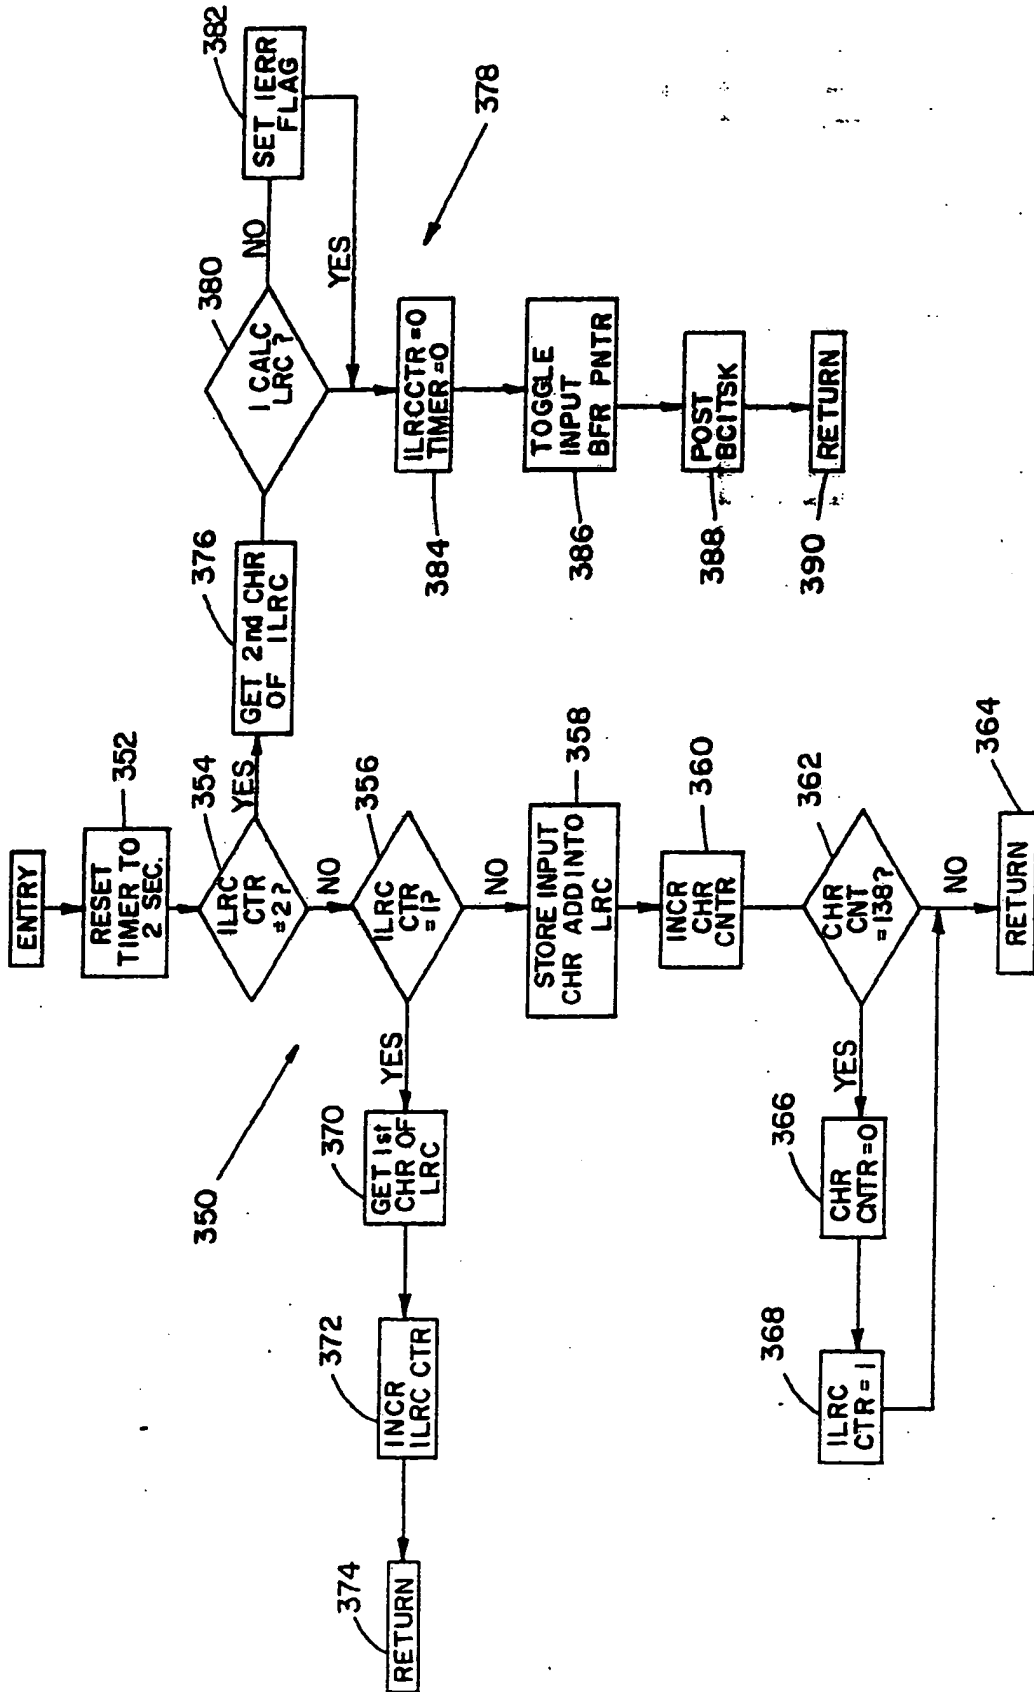 ENTRY
352
RESET
TIMER TO
2 SEC.
354
ILRC
CTR
=2?
YES
376
GET 2nd CHR
OF ILRC
380
I CALC
LRC?
NO
382
SET IERR
FLAG
YES
378
384
ILRCCTR=0
TIMER=0
386
TOGGLE
INPUT
BFR PNTR
388
POST
BCITSK
390
RETURN
NO
356
ILRC
CTR
=1?
350
YES
370
GET 1st
CHR OF
LRC
372
INCR
ILRC CTR
374
RETURN
NO
358
STORE INPUT
CHR ADD INTO
LRC
360
INCR
CHR
CNTR
362
CHR
CNT
=138?
YES
366
CHR
CNTR=0
368
ILRC
CTR=1
NO
364
RETURN